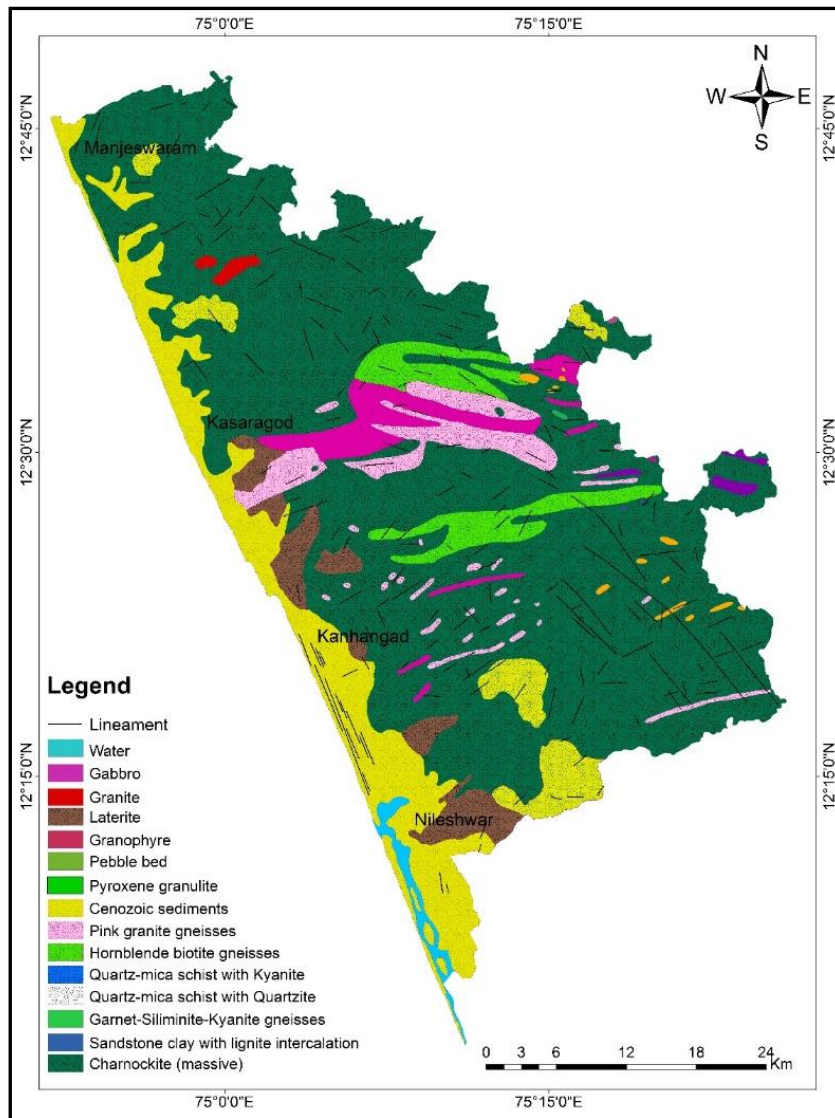 75°0'0"E
75°15'0"E
N
W E
S
12°45'0"N
12°45'0"N
Manjeswaram
Kasaragod
12°30'0"N
12°30'0"N
Kanhangad
Legend
Lineament
Water
Gabbro
Granite
Laterite
Granophyre
Pebble bed
Pyroxene granulite
Cenozoic sediments
Pink granite gneisses
Hornblende biotite gneisses
Quartz-mica schist with Kyanite
Quartz-mica schist with Quartzite
Garnet-Siliminite-Kyanite gneisses
Sandstone clay with lignite intercalation
Charnockite (massive)
12°15'0"N
12°15'0"N
Nileshwar
0 3 6 12 18 24
Km
75°0'0"E
75°15'0"E